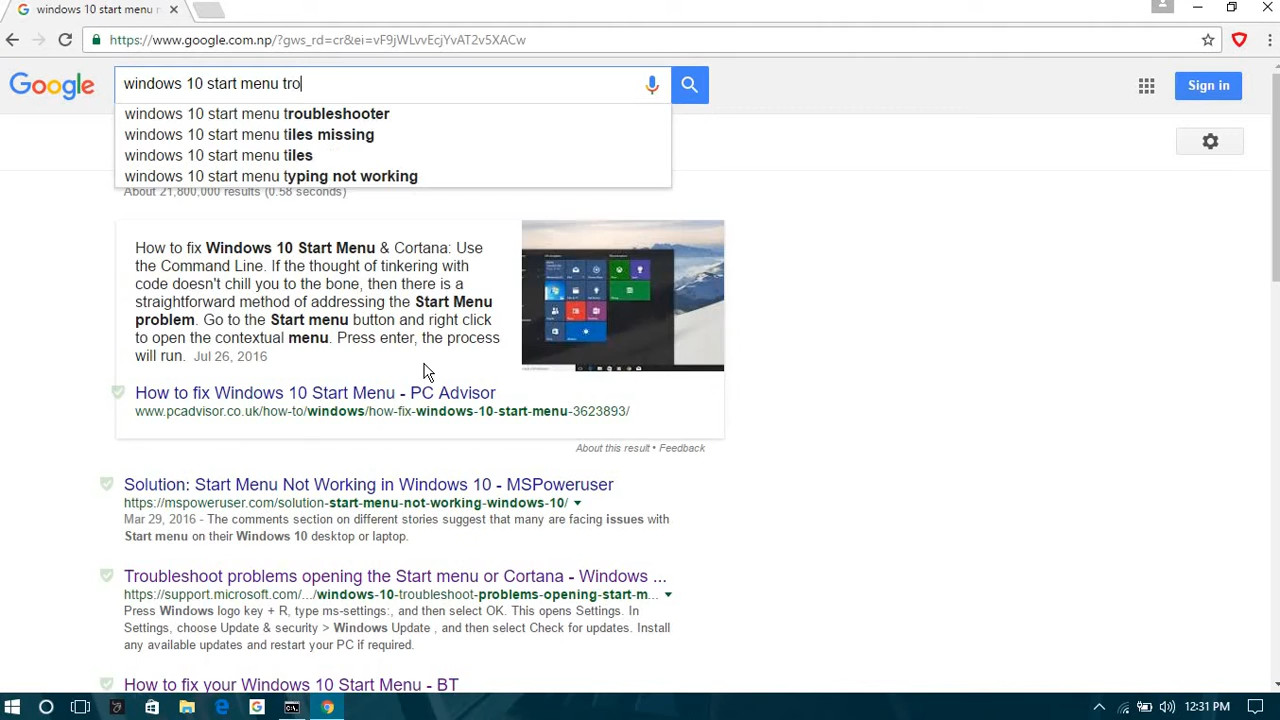 windows 10 start menu
https://www.google.com.np/?gws_rd=cr&ei=vF9jWLvvEcjYvAT2v5XACw
Google
windows 10 start menu tro
Sign in
windows 10 start menu troubleshooter
windows 10 start menu tiles missing
windows 10 start menu tiles
windows 10 start menu typing not working
About 21,800,000 results (0.58 seconds)
How to fix Windows 10 Start Menu & Cortana: Use
the Command Line. If the thought of tinkering with
code doesn't chill you to the bone, then there is a
straightforward method of addressing the Start Menu
problem. Go to the Start menu button and right click
to open the contextual menu. Press enter, the process
will run. Jul 26, 2016
How to fix Windows 10 Start Menu - PC Advisor
www.pcadvisor.co.uk/how-to/windows/how-fix-windows-10-start-menu-3623893/
About this result • Feedback
Solution: Start Menu Not Working in Windows 10 - MSPoweruser
https://mspoweruser.com/solution-start-menu-not-working-windows-10/
Mar 29, 2016 - The comments section on different stories suggest that many are facing issues with
Start menu on their Windows 10 desktop or laptop.
Troubleshoot problems opening the Start menu or Cortana - Windows ...
https://support.microsoft.com/.../windows-10-troubleshoot-problems-opening-start-m...
Press Windows logo key + R, type ms-settings:, and then select OK. This opens Settings. In
Settings, choose Update & security > Windows Update , and then select Check for updates. Install
any available updates and restart your PC if required.
How to fix your Windows 10 Start Menu - BT
12:31 PM